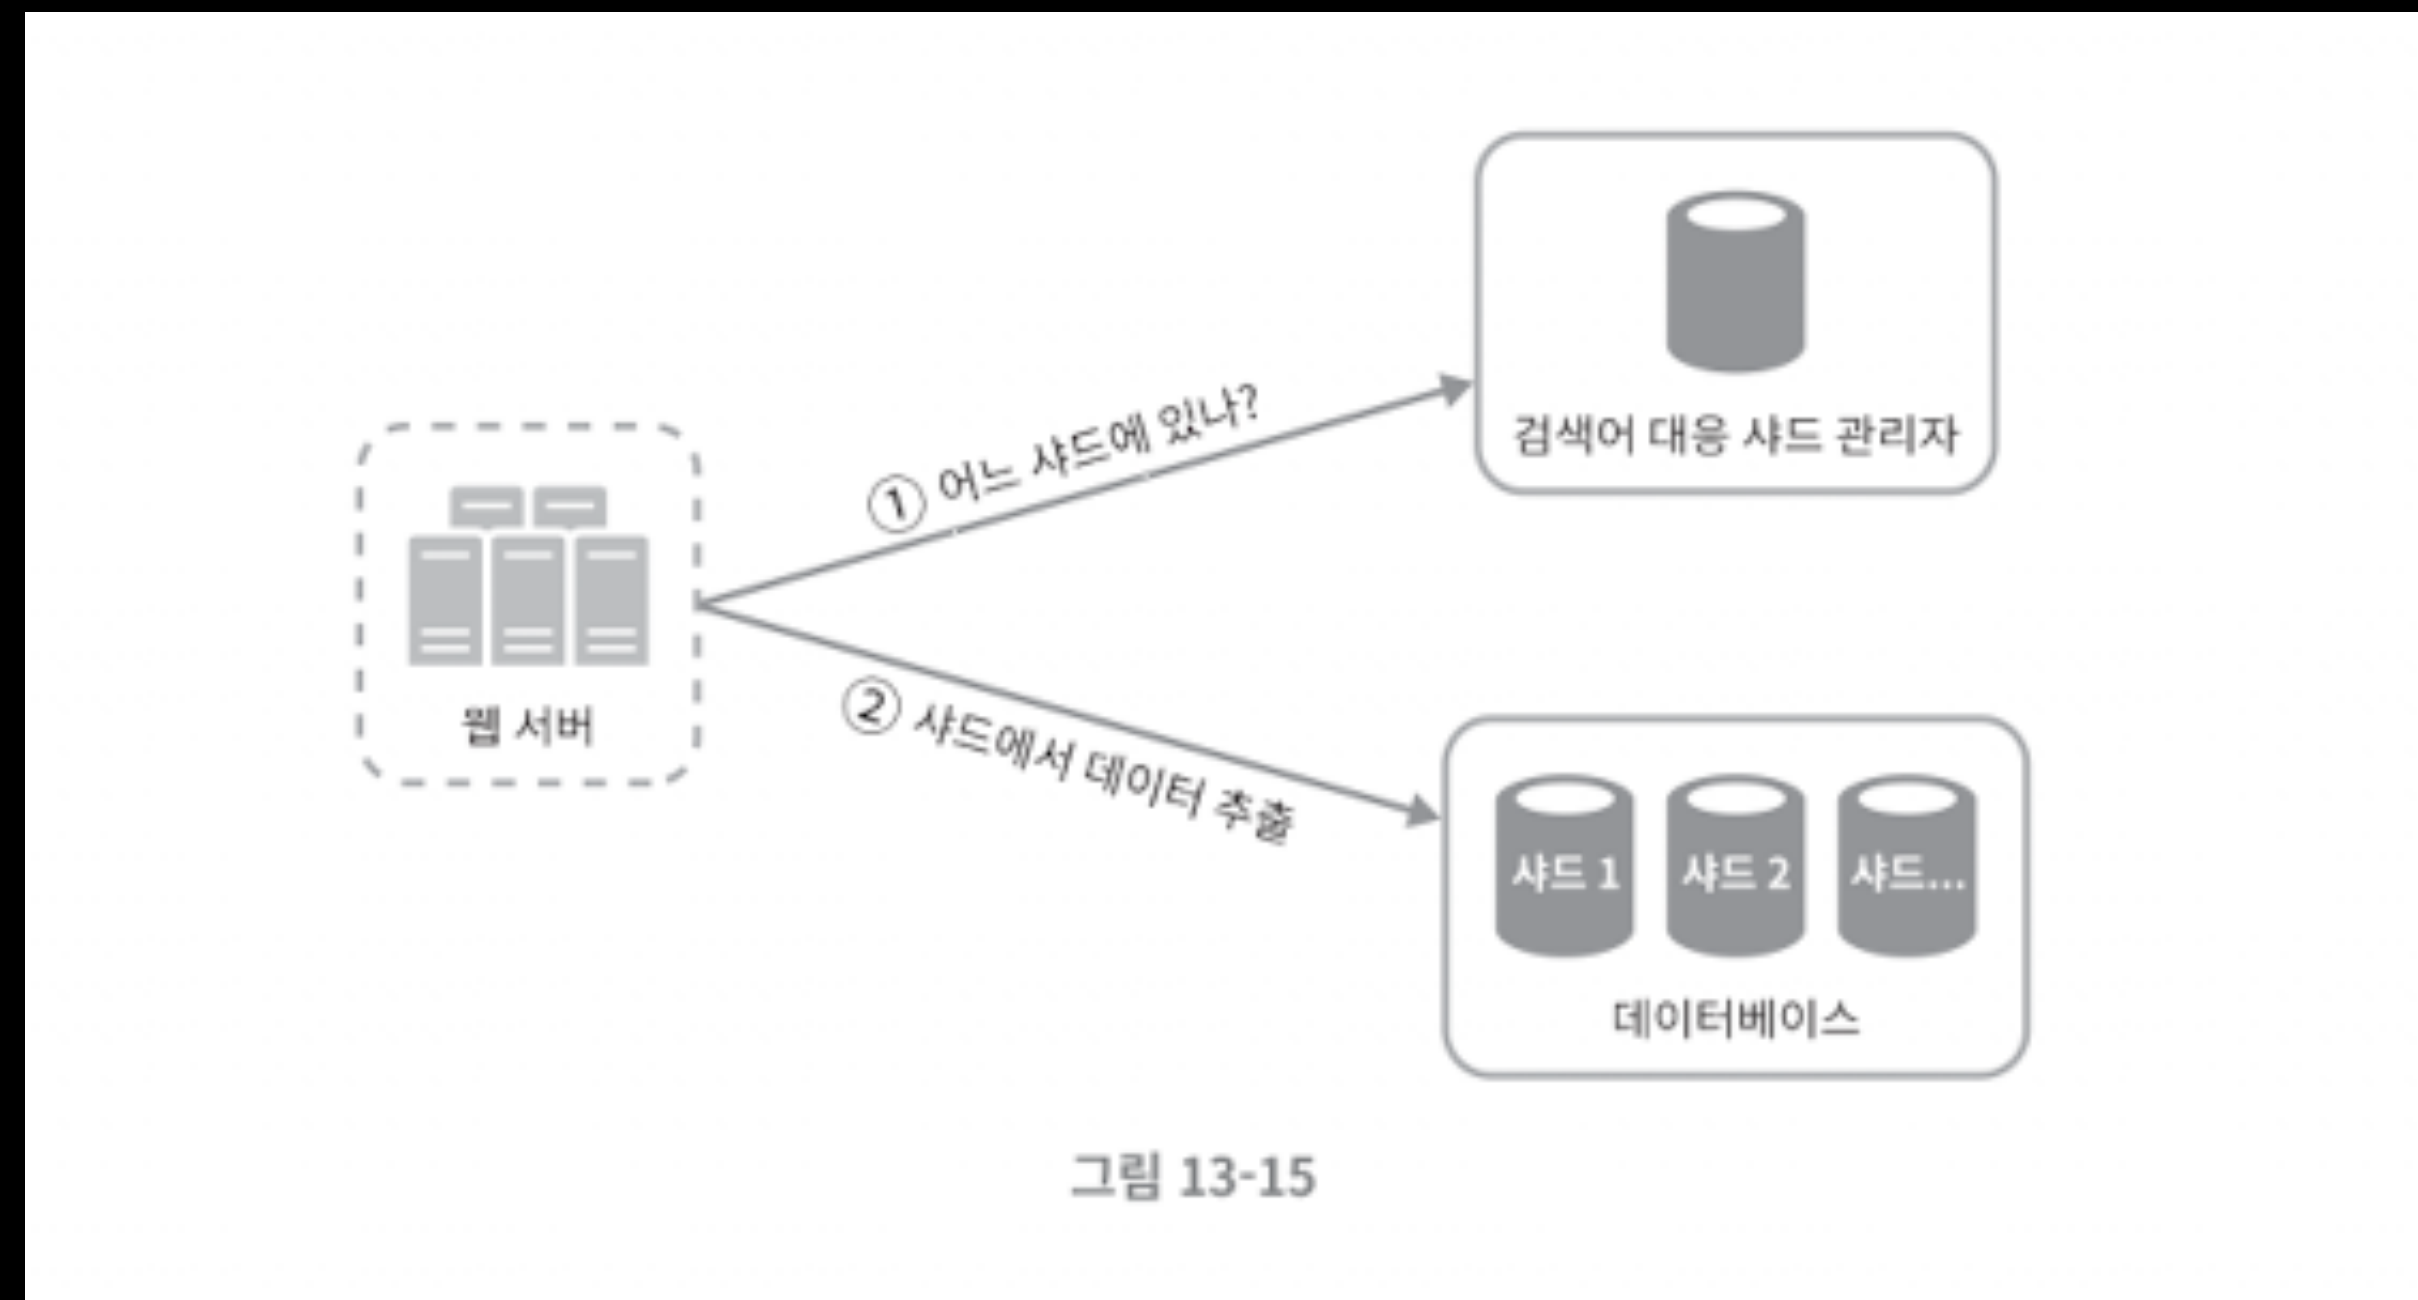 검색어 대응 샤드 관리자
① 어느 샤드에 있나?
웹 서버
② 샤드에서 데이터 추출
샤드 1
샤드 2
샤드...
데이터베이스
그림 13-15